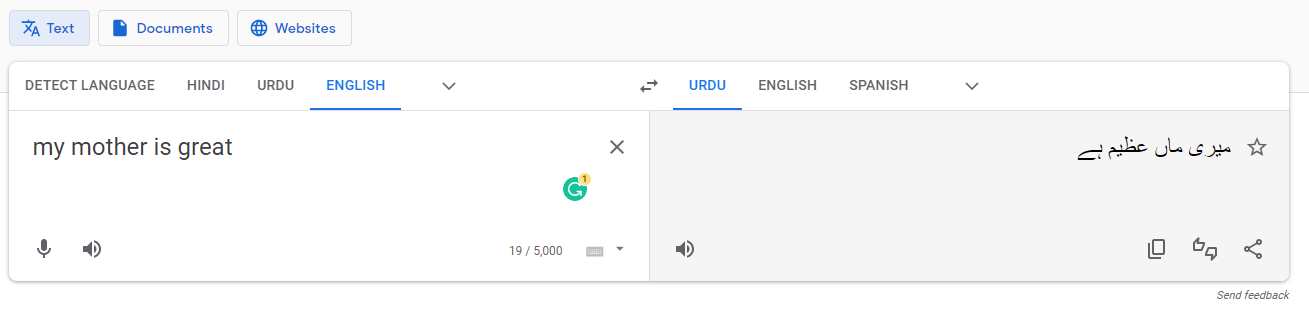 Text Documents Websites
DETECT LANGUAGE HINDI URDU ENGLISH URDU ENGLISH SPANISH
my mother is great
میری ماں عظیم ہے
1
19 / 5,000
Send feedback